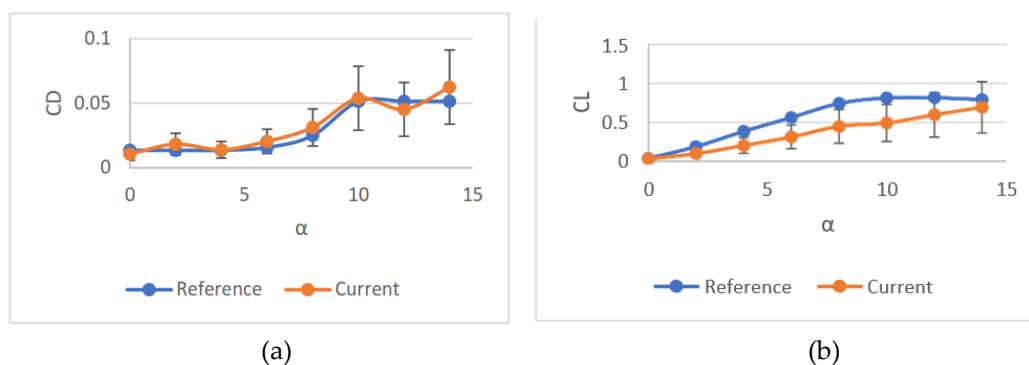 0.1
0.05
0
CD
0 5 10 15
α
Reference Current
(a)
1.5
1
0.5
0
CL
0 5 10 15
α
Reference Current
(b)